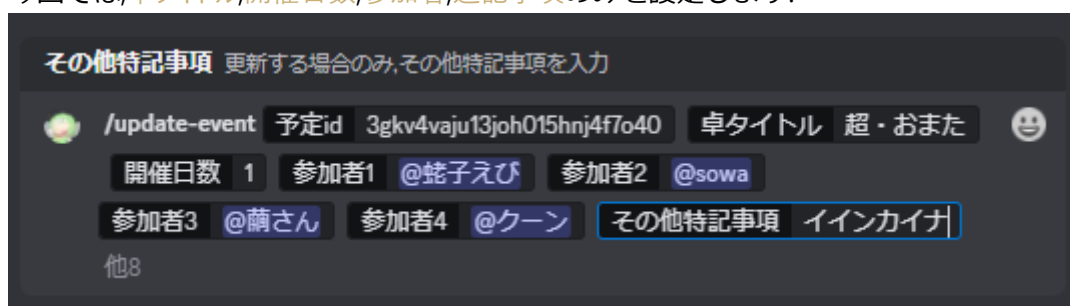 その他特記事項 更新する場合のみ,その他特記事項を入力
/update-event 予定id 3gkv4vaju13joh015hnj4f7o40 卓タイトル 超・おまた
開催日数 1 参加者1 @蛯子えび 参加者2 @sowa
参加者3 @繭さん 参加者4 @クーン その他特記事項 イインカイナ
他8